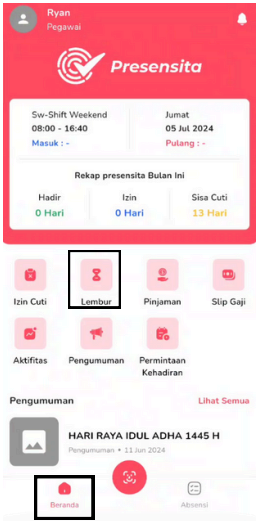 Ryan
Pegawai
Presensita
Sw-Shift Weekend
Jumat
08:00 - 16:40
05 Jul 2024
Masuk : -
Pulang : -
Rekap presensita Bulan Ini
Hadir
Izin
Sisa Cuti
0 Hari
0 Hari
13 Hari
Izin Cuti
Lembur
Pinjaman
Slip Gaji
Aktifitas
Pengumuman
Permintaan
Kehadiran
Pengumuman
Lihat Semua
HARI RAYA IDUL ADHA 1445 H
Pengumuman • 11 Jun 2024
Beranda
Absensi